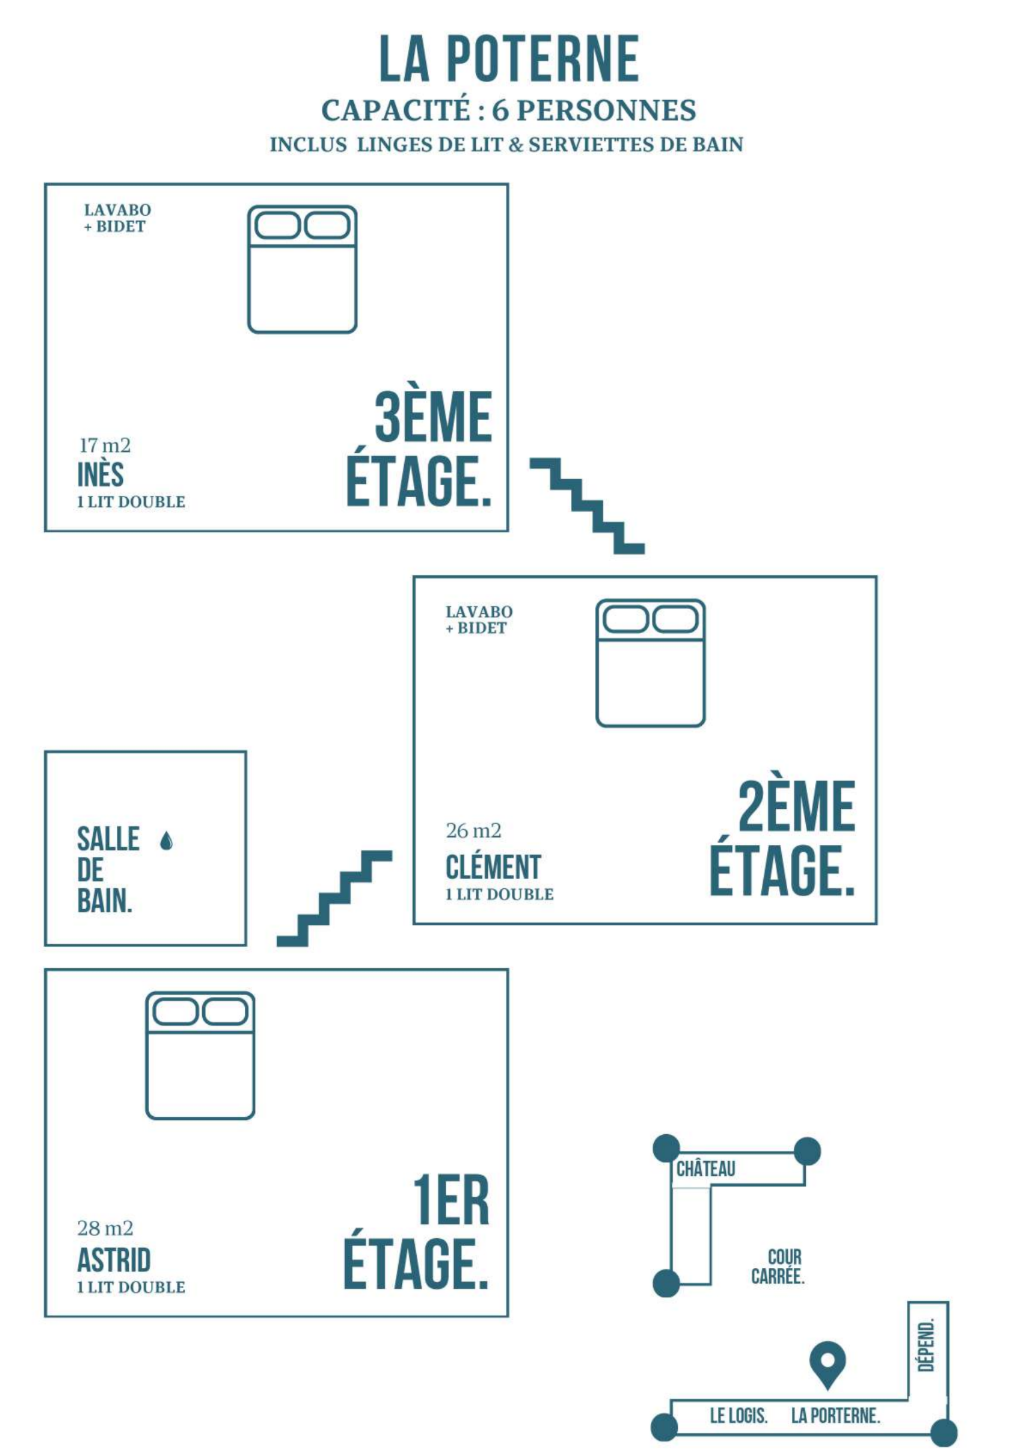 LA POTERNE
CAPACITÉ : 6 PERSONNES
INCLUS LINGES DE LIT & SERVIETTES DE BAIN
LAVABO
+ BIDET
3ÈME
ÉTAGE.
17 m2
INÈS
1 LIT DOUBLE
LAVABO
+ BIDET
2ÈME
ÉTAGE.
26 m2
CLÉMENT
1 LIT DOUBLE
SALLE
DE
BAIN.
1ER
ÉTAGE.
28 m2
ASTRID
1 LIT DOUBLE
CHÂTEAU
COUR
CARRÉE.
DÉPEND.
LE LOGIS. LA PORTERNE.